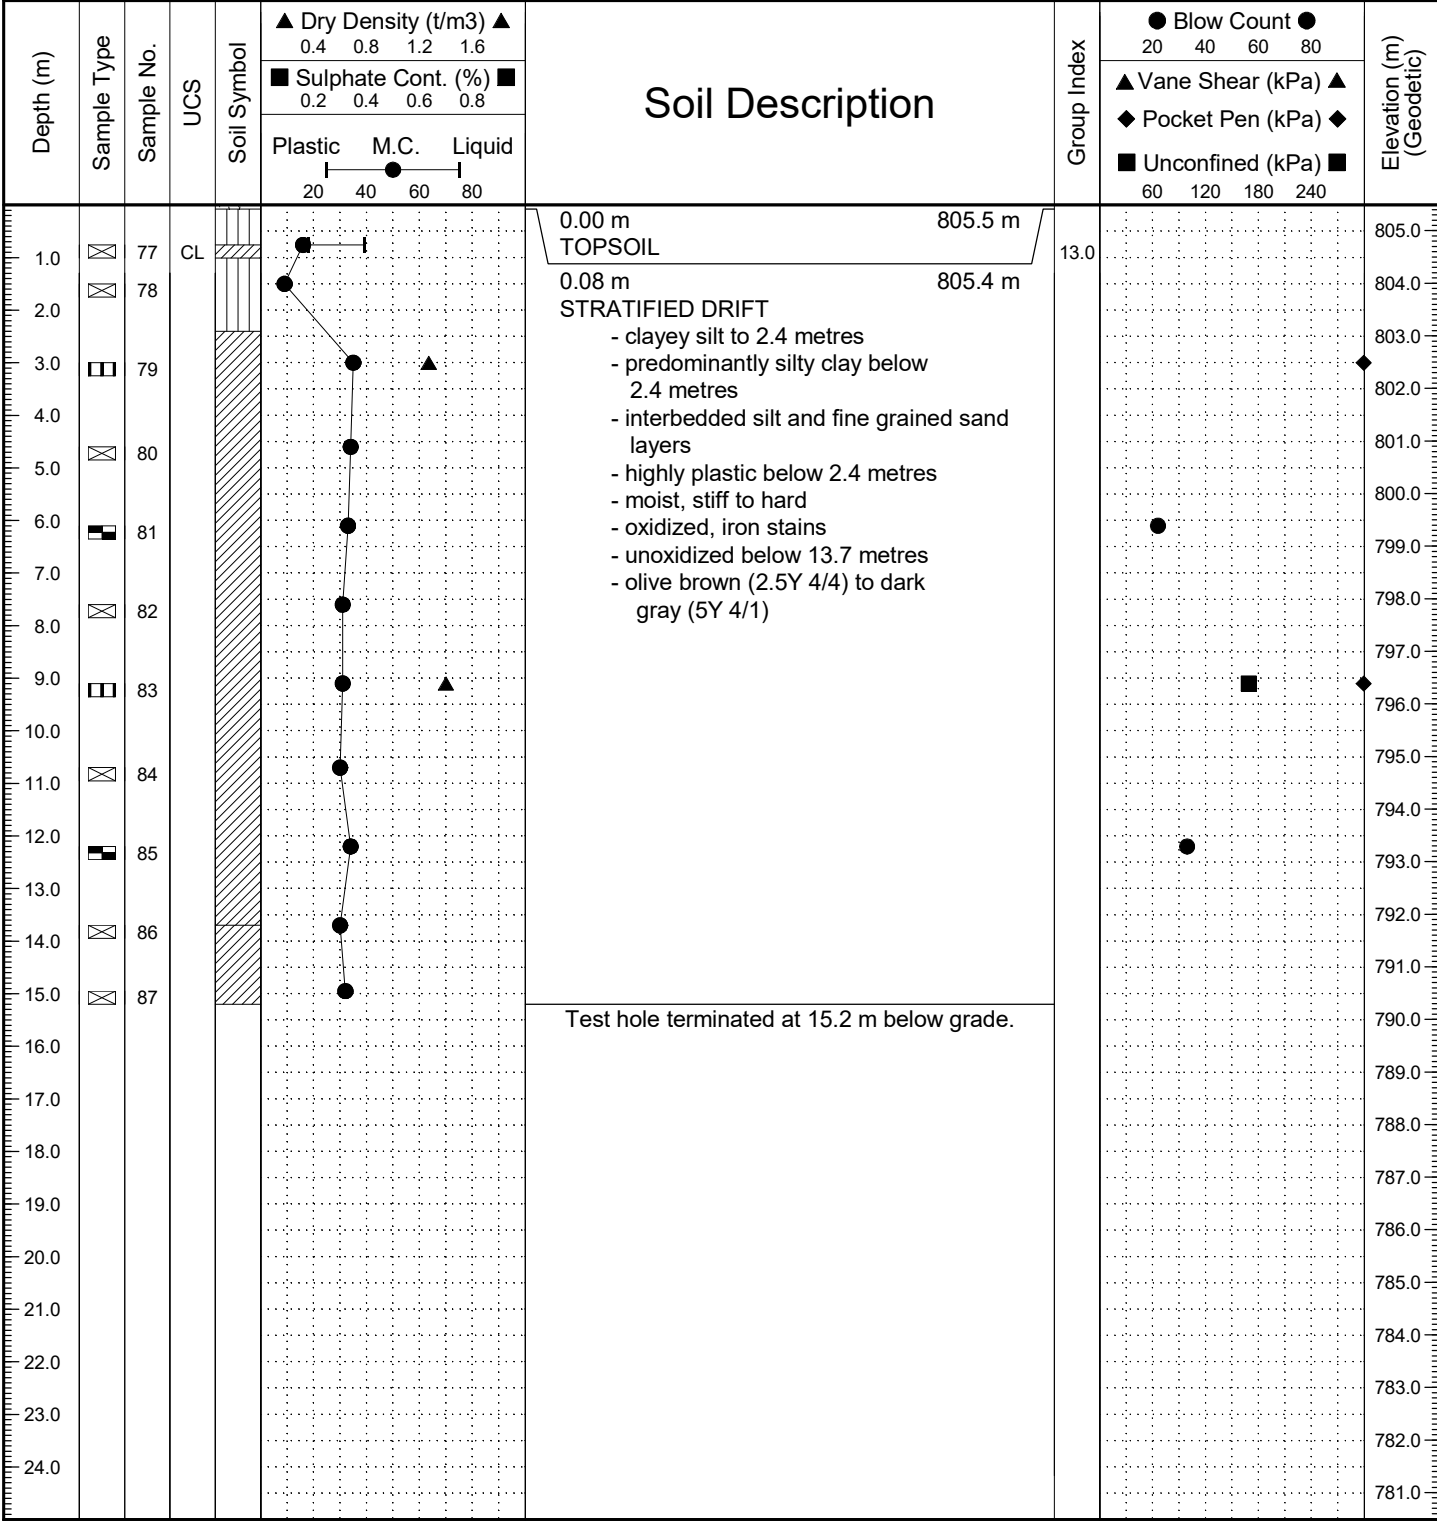 Depth (m)
Sample Type
Sample No.
UCS
Soil Symbol
▲ Dry Density (t/m3) ▲
0.4 0.8 1.2 1.6
■ Sulphate Cont. (%) ■
0.2 0.4 0.6 0.8
Plastic M.C. Liquid
20 40 60 80
Soil Description
Group Index
● Blow Count ●
20 40 60 80
▲ Vane Shear (kPa) ▲
◆ Pocket Pen (kPa) ◆
■ Unconfined (kPa) ■
60 120 180 240
Elevation (m)
(Geodetic)
0.00 m 805.5 m
TOPSOIL
0.08 m 805.4 m
STRATIFIED DRIFT
- clayey silt to 2.4 metres
- predominantly silty clay below
2.4 metres
- interbedded silt and fine grained sand
layers
- highly plastic below 2.4 metres
- moist, stiff to hard
- oxidized, iron stains
- unoxidized below 13.7 metres
- olive brown (2.5Y 4/4) to dark
gray (5Y 4/1)
Test hole terminated at 15.2 m below grade.
1.0
2.0
3.0
4.0
5.0
6.0
7.0
8.0
9.0
10.0
11.0
12.0
13.0
14.0
15.0
16.0
17.0
18.0
19.0
20.0
21.0
22.0
23.0
24.0
77
78
79
80
81
82
83
84
85
86
87
CL
13.0
805.0
804.0
803.0
802.0
801.0
800.0
799.0
798.0
797.0
796.0
795.0
794.0
793.0
792.0
791.0
790.0
789.0
788.0
787.0
786.0
785.0
784.0
783.0
782.0
781.0